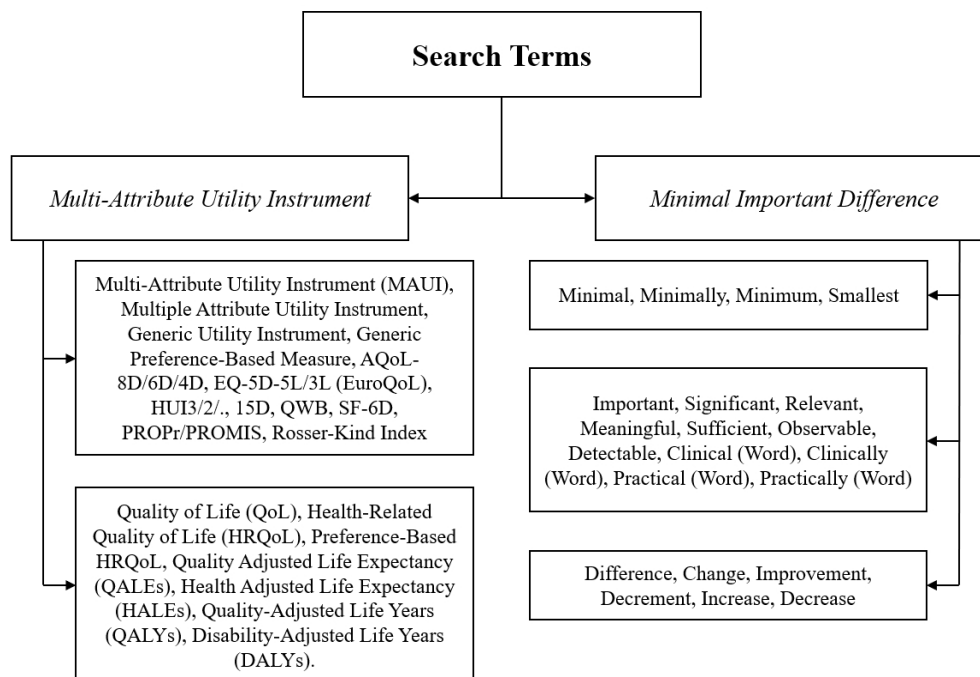 Search Terms
Multi-Attribute Utility Instrument
Minimal Important Difference
Multi-Attribute Utility Instrument (MAUI),
Multiple Attribute Utility Instrument,
Generic Utility Instrument, Generic
Preference-Based Measure, AQoL-
8D/6D/4D, EQ-5D-5L/3L (EuroQoL),
HUI3/2/., 15D, QWB, SF-6D,
PROPr/PROMIS, Rosser-Kind Index
Quality of Life (QoL), Health-Related
Quality of Life (HRQoL), Preference-Based
HRQoL, Quality Adjusted Life Expectancy
(QALEs), Health Adjusted Life Expectancy
(HALEs), Quality-Adjusted Life Years
(QALYs), Disability-Adjusted Life Years
(DALYs).
Minimal, Minimally, Minimum, Smallest
Important, Significant, Relevant,
Meaningful, Sufficient, Observable,
Detectable, Clinical (Word), Clinically
(Word), Practical (Word), Practically (Word)
Difference, Change, Improvement,
Decrement, Increase, Decrease